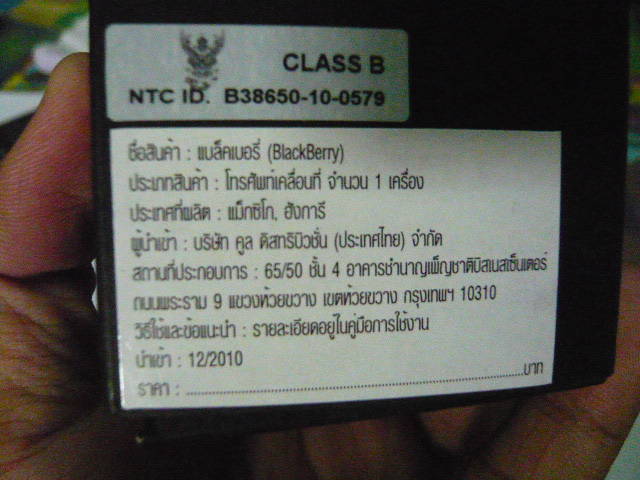 CLASS B
NTC ID. B38650-10-0579
ชื่อสินค้า : แบล็คเบอรี่ (BlackBerry)
ประเภทสินค้า : โทรศัพท์เคลื่อนที่ จำนวน 1 เครื่อง
ประเทศที่ผลิต : แม็กซิโก, ฮังการี
ผู้นำเข้า : บริษัท คูล ดิสทริบิวชั่น (ประเทศไทย) จำกัด
สถานที่ประกอบการ : 65/50 ชั้น 4 อาคารชำนาญเพ็ญชาติบิสเนสเซ็นเตอร์
ถนนพระราม 9 แขวงห้วยขวาง เขตห้วยขวาง กรุงเทพฯ 10310
วิธีใช้และข้อแนะนำ : รายละเอียดอยู่ในคู่มือการใช้งาน
นำเข้า : 12/2010
ราคา : ........................................................................บาท